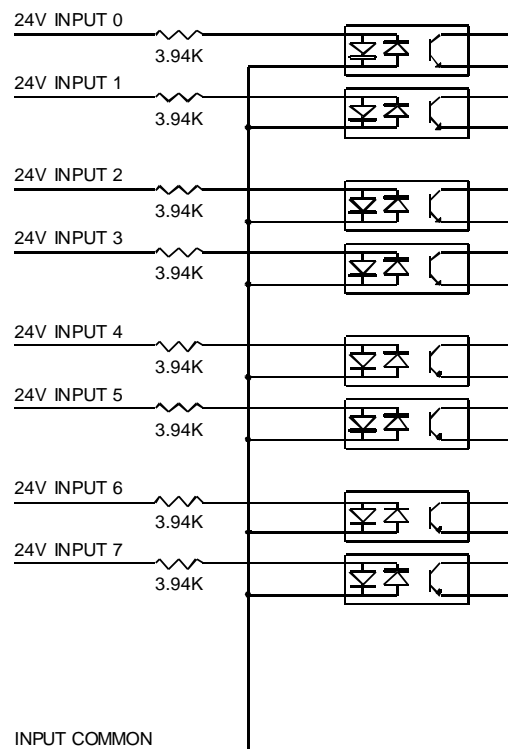 24V INPUT 0
3.94K
24V INPUT 1
3.94K
24V INPUT 2
3.94K
24V INPUT 3
3.94K
24V INPUT 4
3.94K
24V INPUT 5
3.94K
24V INPUT 6
3.94K
24V INPUT 7
3.94K
INPUT COMMON